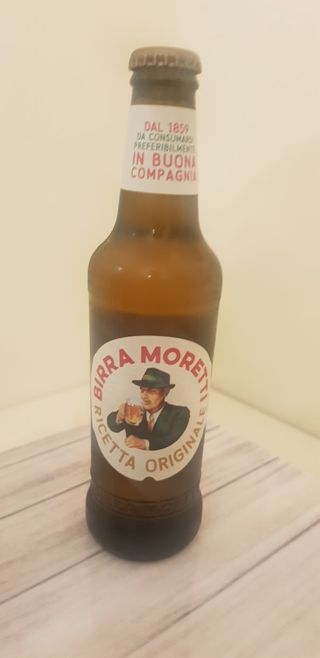 DAL 1859
DA CONSUMARSI
PREFERIBILMENTE
IN BUONA
COMPAGNIA
BIRRA MORETTI
RICETTA ORIGINALE